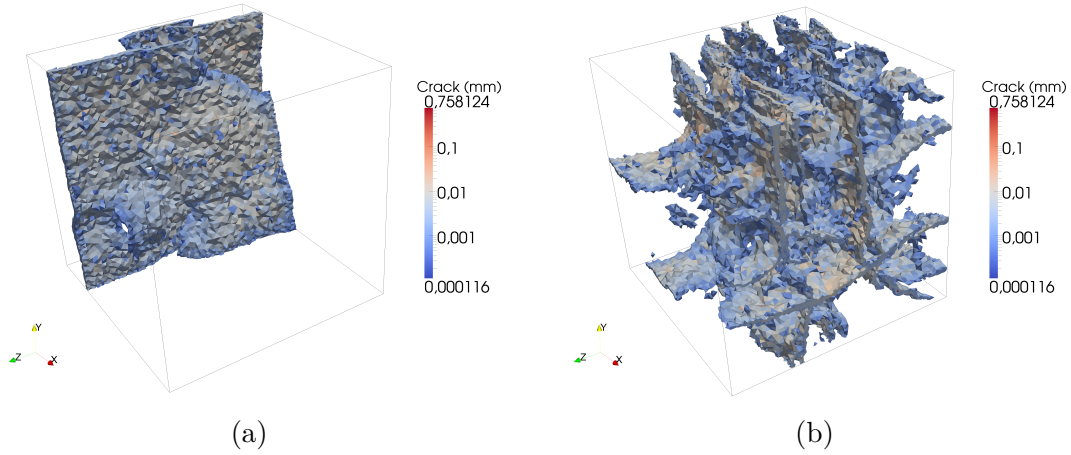 Crack (mm)
0,758124
0,1
0,01
0,001
0,000116
Y
Z
X
(a)
Crack (mm)
0,758124
0,1
0,01
0,001
0,000116
Y
Z
X
(b)